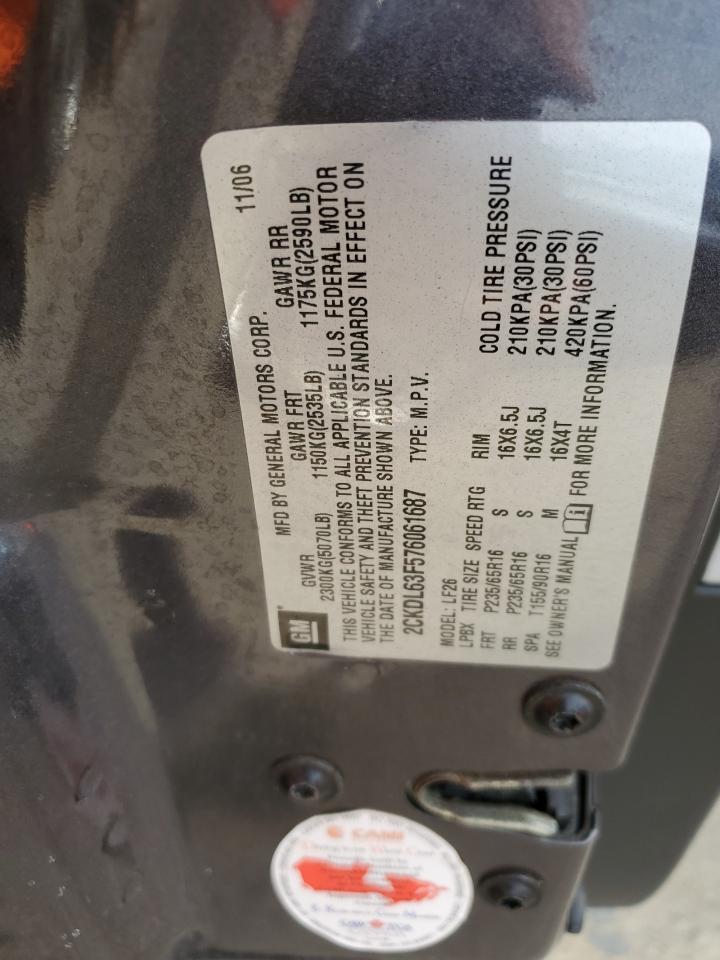 11/06
MFD BY GENERAL MOTORS CORP.
GM
GVWR GAWR FRT GAWR RR
2300KG(5070LB) 1150KG(2535LB) 1175KG(2590LB)
THIS VEHICLE CONFORMS TO ALL APPLICABLE U.S. FEDERAL MOTOR
VEHICLE SAFETY AND THEFT PREVENTION STANDARDS IN EFFECT ON
THE DATE OF MANUFACTURE SHOWN ABOVE.
2CKDL63F576061687 TYPE: M.P.V.
MODEL: LF26
LPBX TIRE SIZE SPEED RTG RIM COLD TIRE PRESSURE
FRT P235/65R16 S 16X6.5J 210KPA(30PSI)
RR P235/65R16 S 16X6.5J 210KPA(30PSI)
SPA T155/90R16 M 16X4T 420KPA(60PSI)
SEE OWNER'S MANUAL FOR MORE INFORMATION.
CAMI